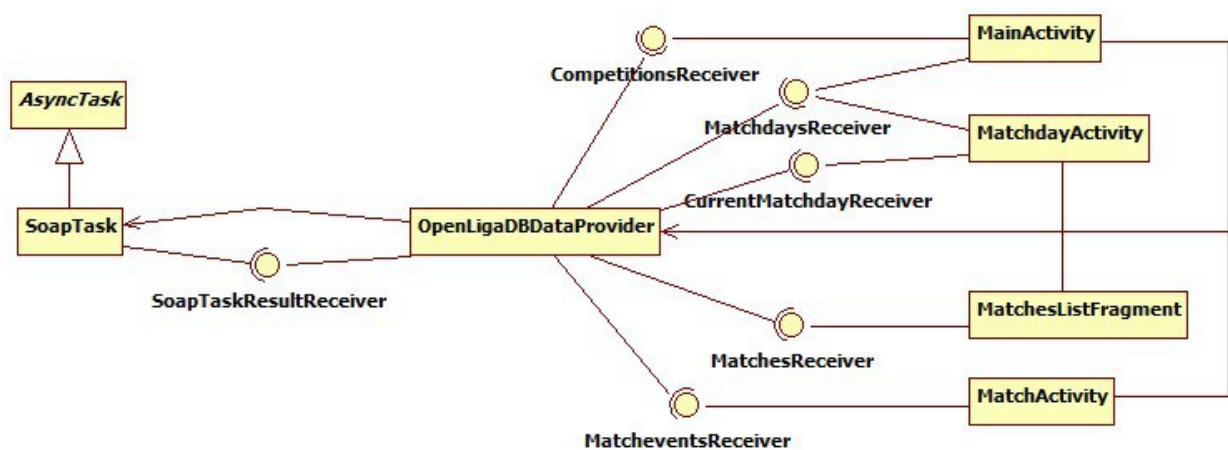 MainActivity
CompetitionsReceiver
AsyncTask
MatchdaysReceiver
MatchdayActivity
CurrentMatchdayReceiver
SoapTask
OpenLigaDBDataProvider
SoapTaskResultReceiver
MatchesListFragment
MatchesReceiver
MatchActivity
MatcheventsReceiver